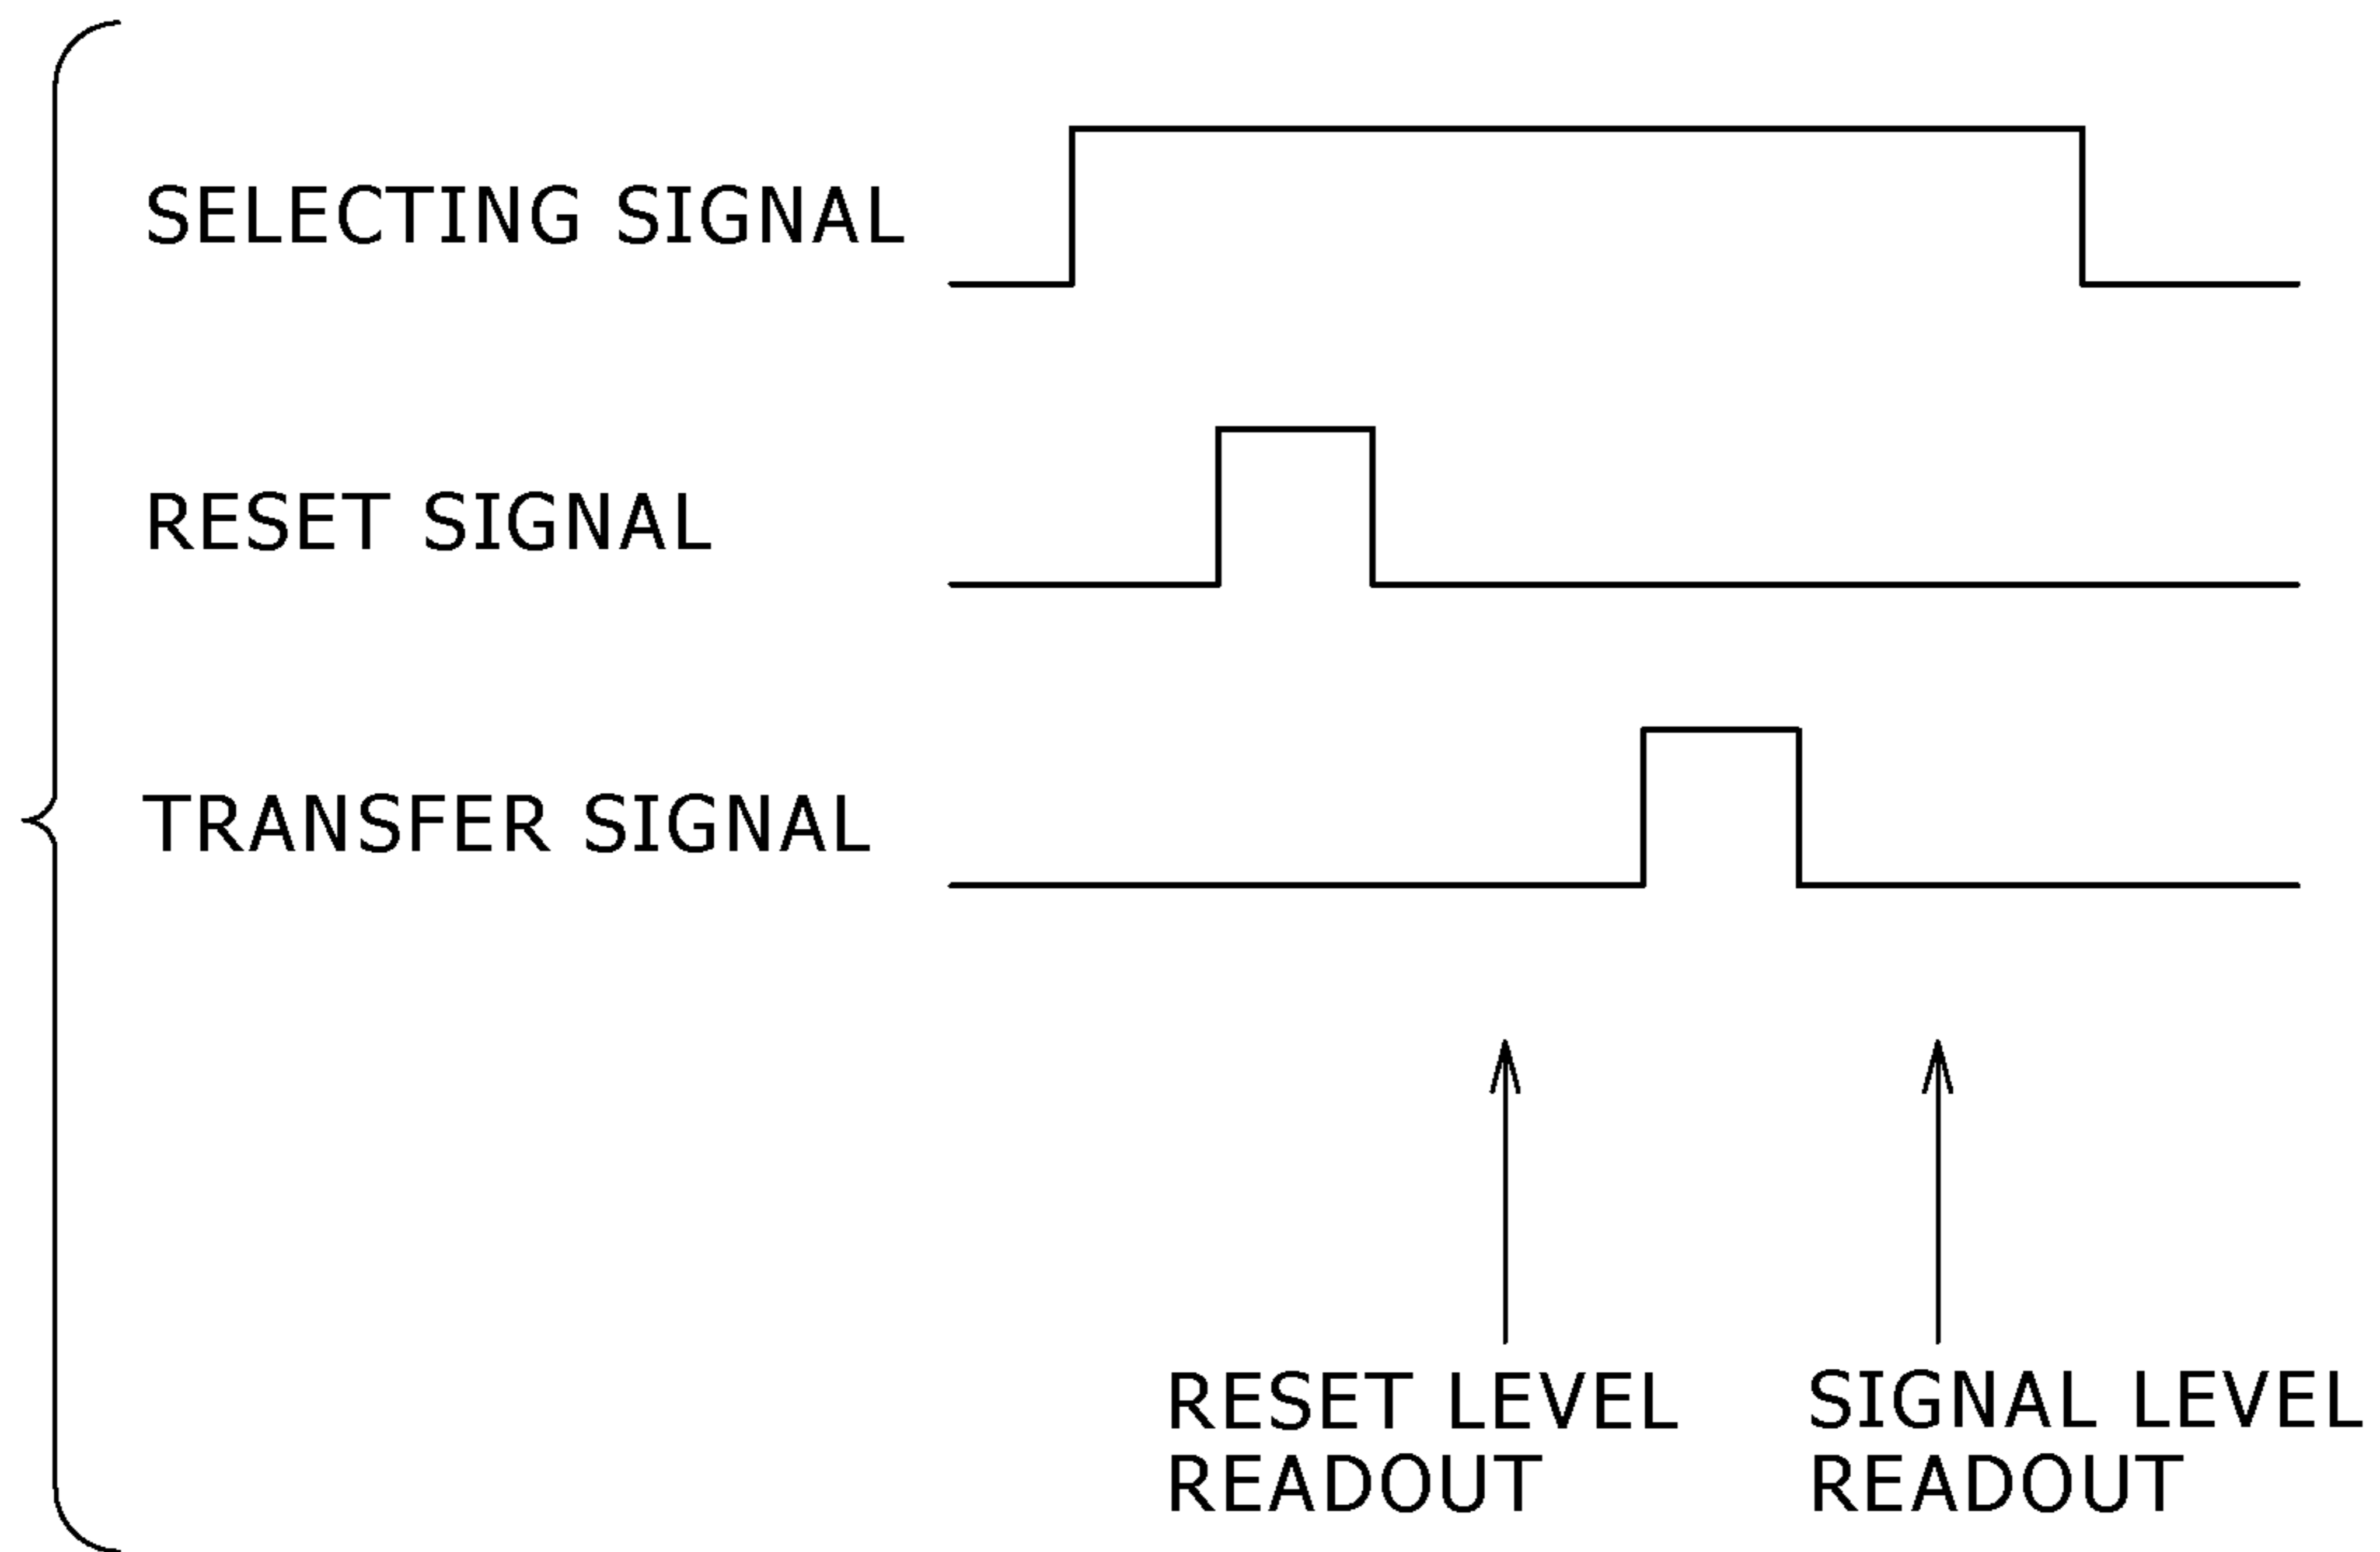 SELECTING SIGNAL
RESET SIGNAL
TRANSFER SIGNAL
RESET LEVEL
READOUT
SIGNAL LEVEL
READOUT